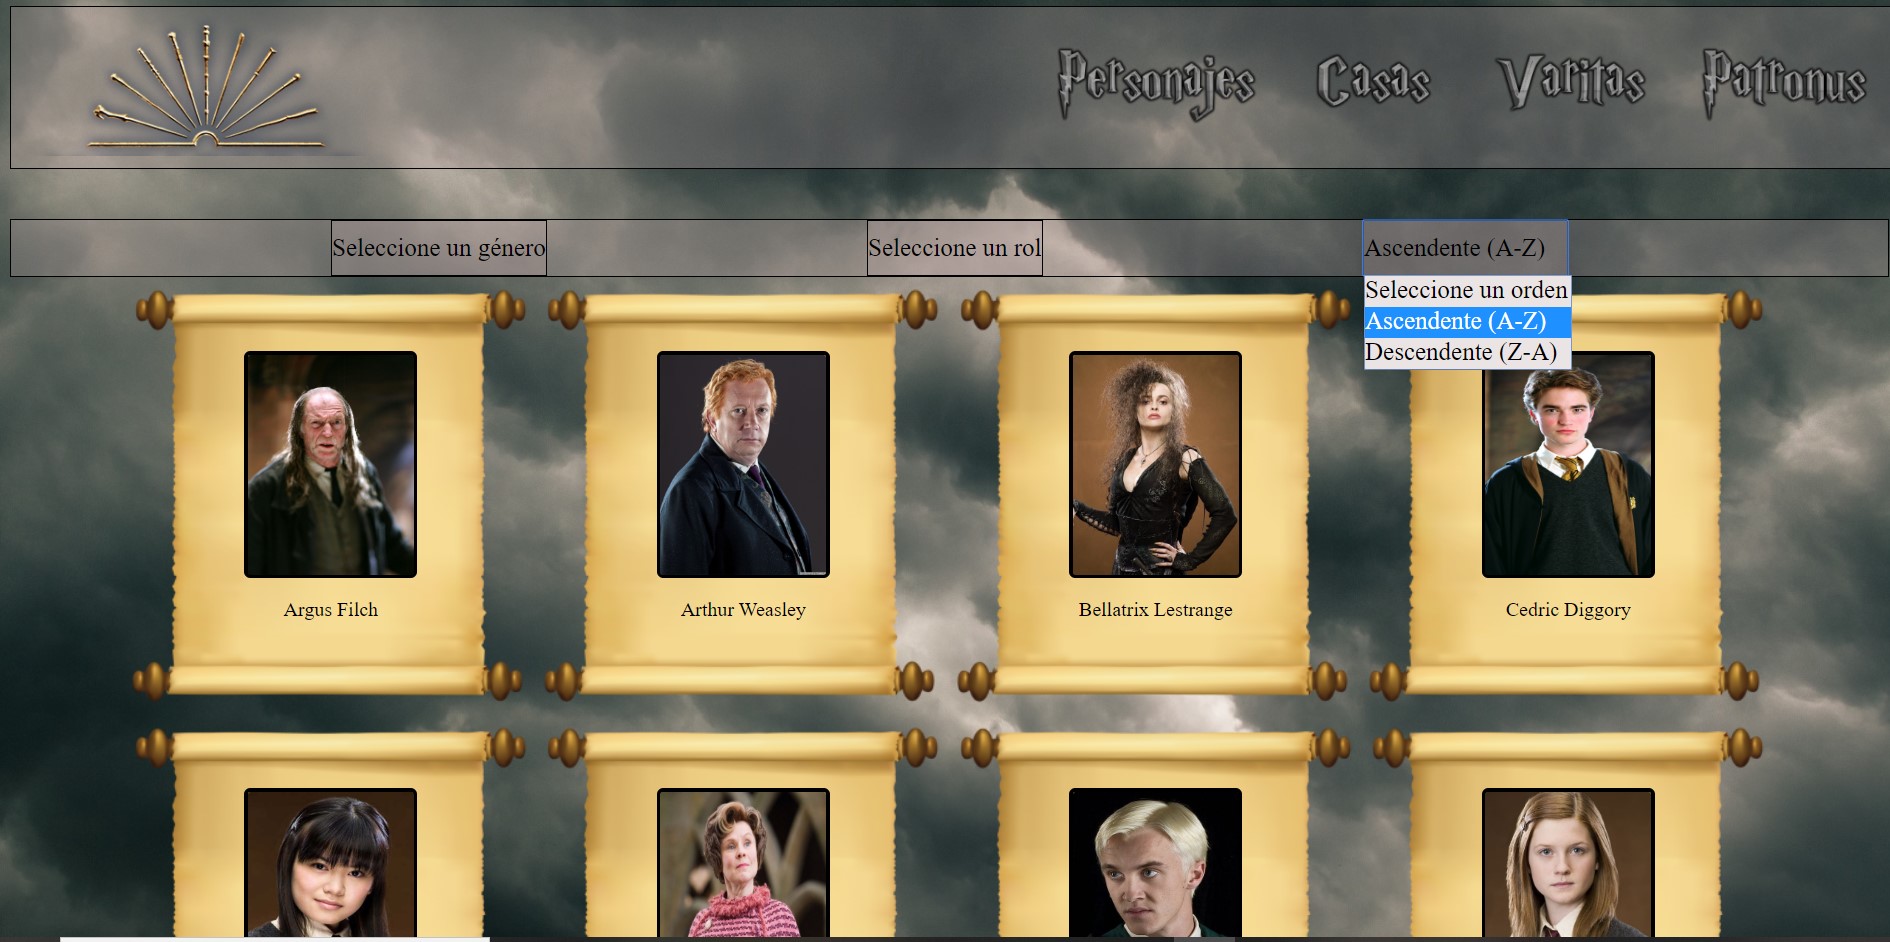 Personajes Casas Varitas Patronus
Seleccione un género Seleccione un rol Ascendente (A-Z)
Seleccione un orden
Ascendente (A-Z)
Descendente (Z-A)
Argus Filch Arthur Weasley Bellatrix Lestrange Cedric Diggory